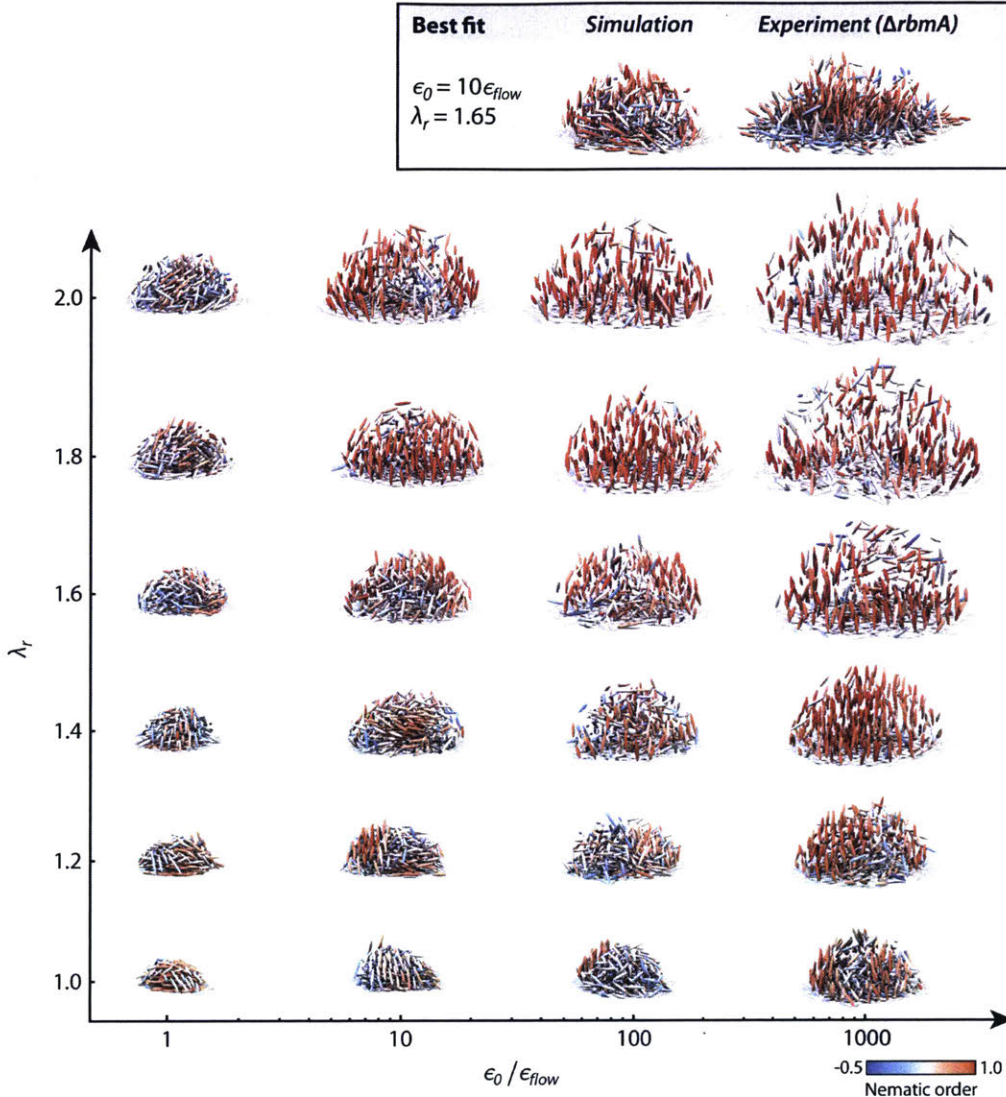 Best fit Simulation Experiment (ΔrbmA)
ϵ₀ = 10ϵflow
λr = 1.65
2.0
1.8
1.6
λr
1.4
1.2
1.0
1 10 100 1000
ϵ₀ / ϵflow
-0.5 1.0
Nematic order